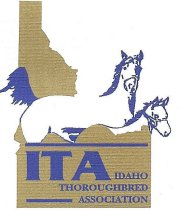 ITA IDAHO
THOROUGHBRED
ASSOCIATION